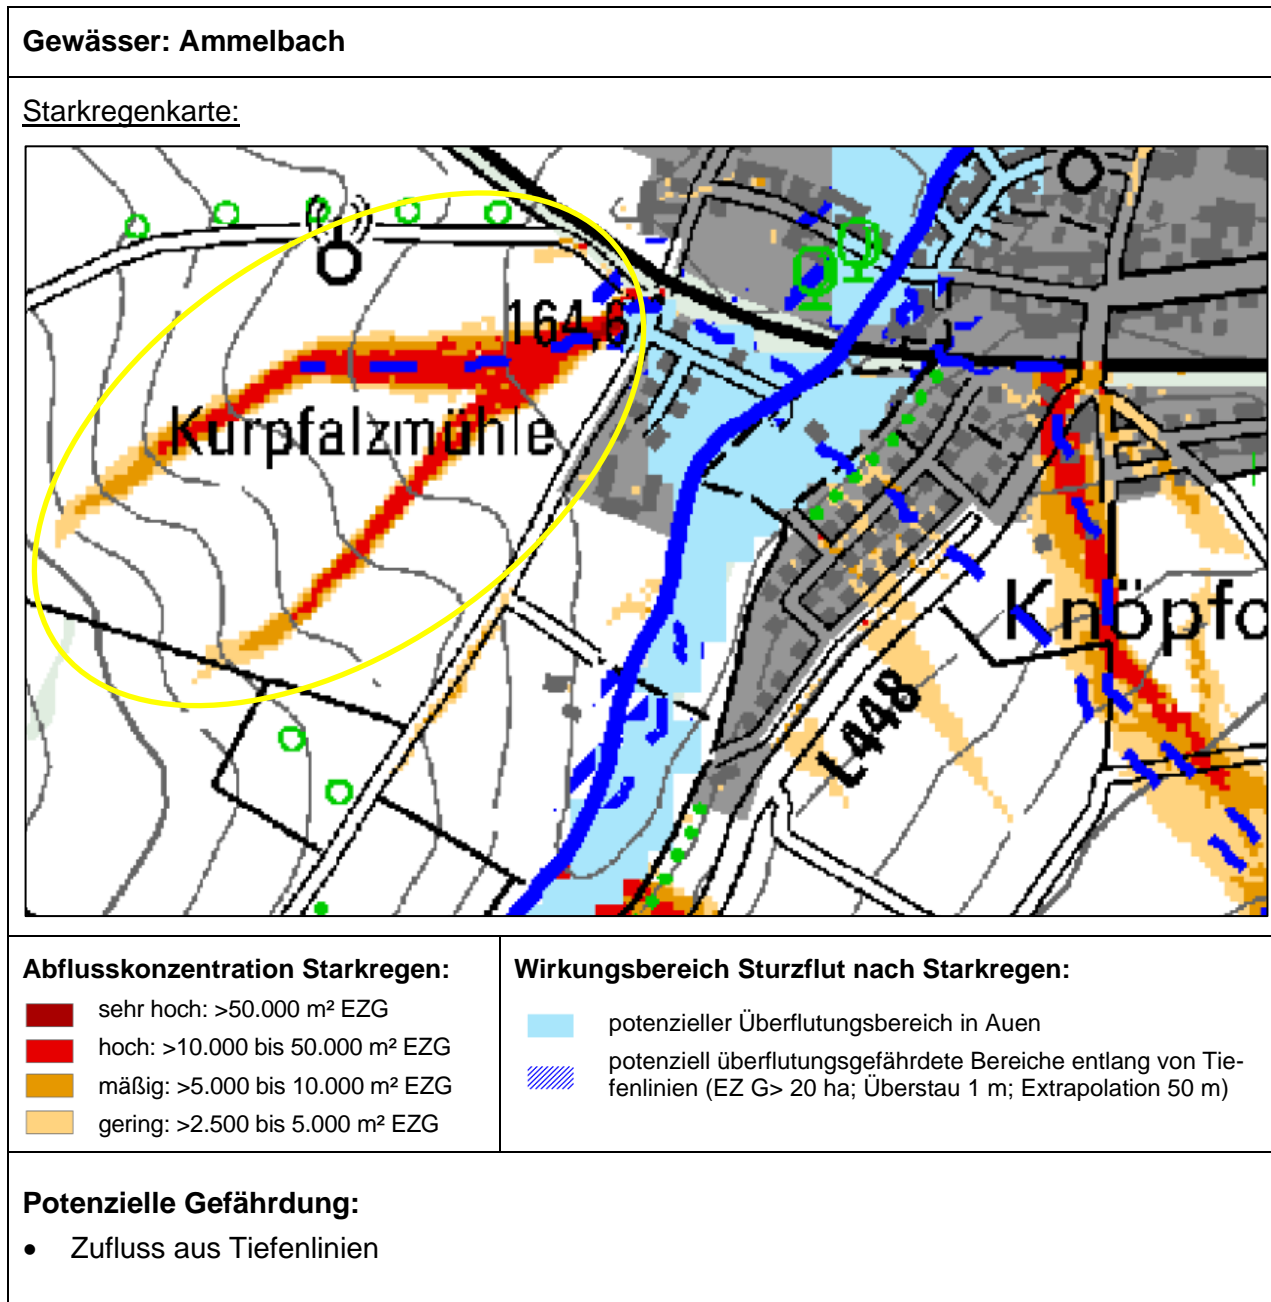 Gewässer: Ammelbach
Starkregenkarte:
164,6
Kurpfalzmühle
Knöpfo
L448
Abflusskonzentration Starkregen:
sehr hoch: >50.000 m² EZG
hoch: >10.000 bis 50.000 m² EZG
mäßig: >5.000 bis 10.000 m² EZG
gering: >2.500 bis 5.000 m² EZG
Wirkungsbereich Sturzflut nach Starkregen:
potenzieller Überflutungsbereich in Auen
potenziell überflutungsgefährdete Bereiche entlang von Tie-
fenlinien (EZ G> 20 ha; Überstau 1 m; Extrapolation 50 m)
Potenzielle Gefährdung:
• Zufluss aus Tiefenlinien